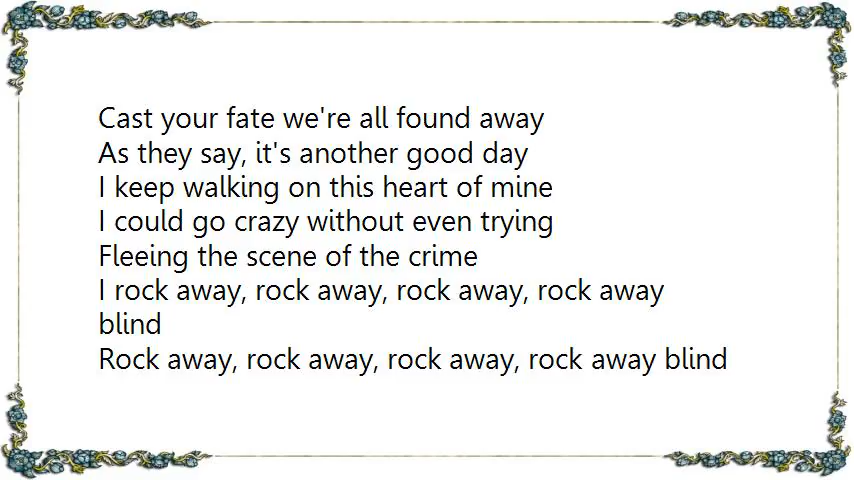 Cast your fate we're all found away
As they say, it's another good day
I keep walking on this heart of mine
I could go crazy without even trying
Fleeing the scene of the crime
I rock away, rock away, rock away, rock away
blind
Rock away, rock away, rock away, rock away blind